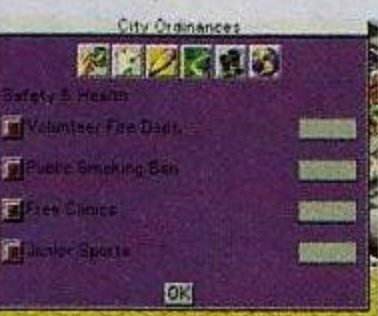 City Ordinances
Safety & Health
Volunteer Fire Dept.
Public Smoking Ban
Free Clinics
Junior Sports
OK